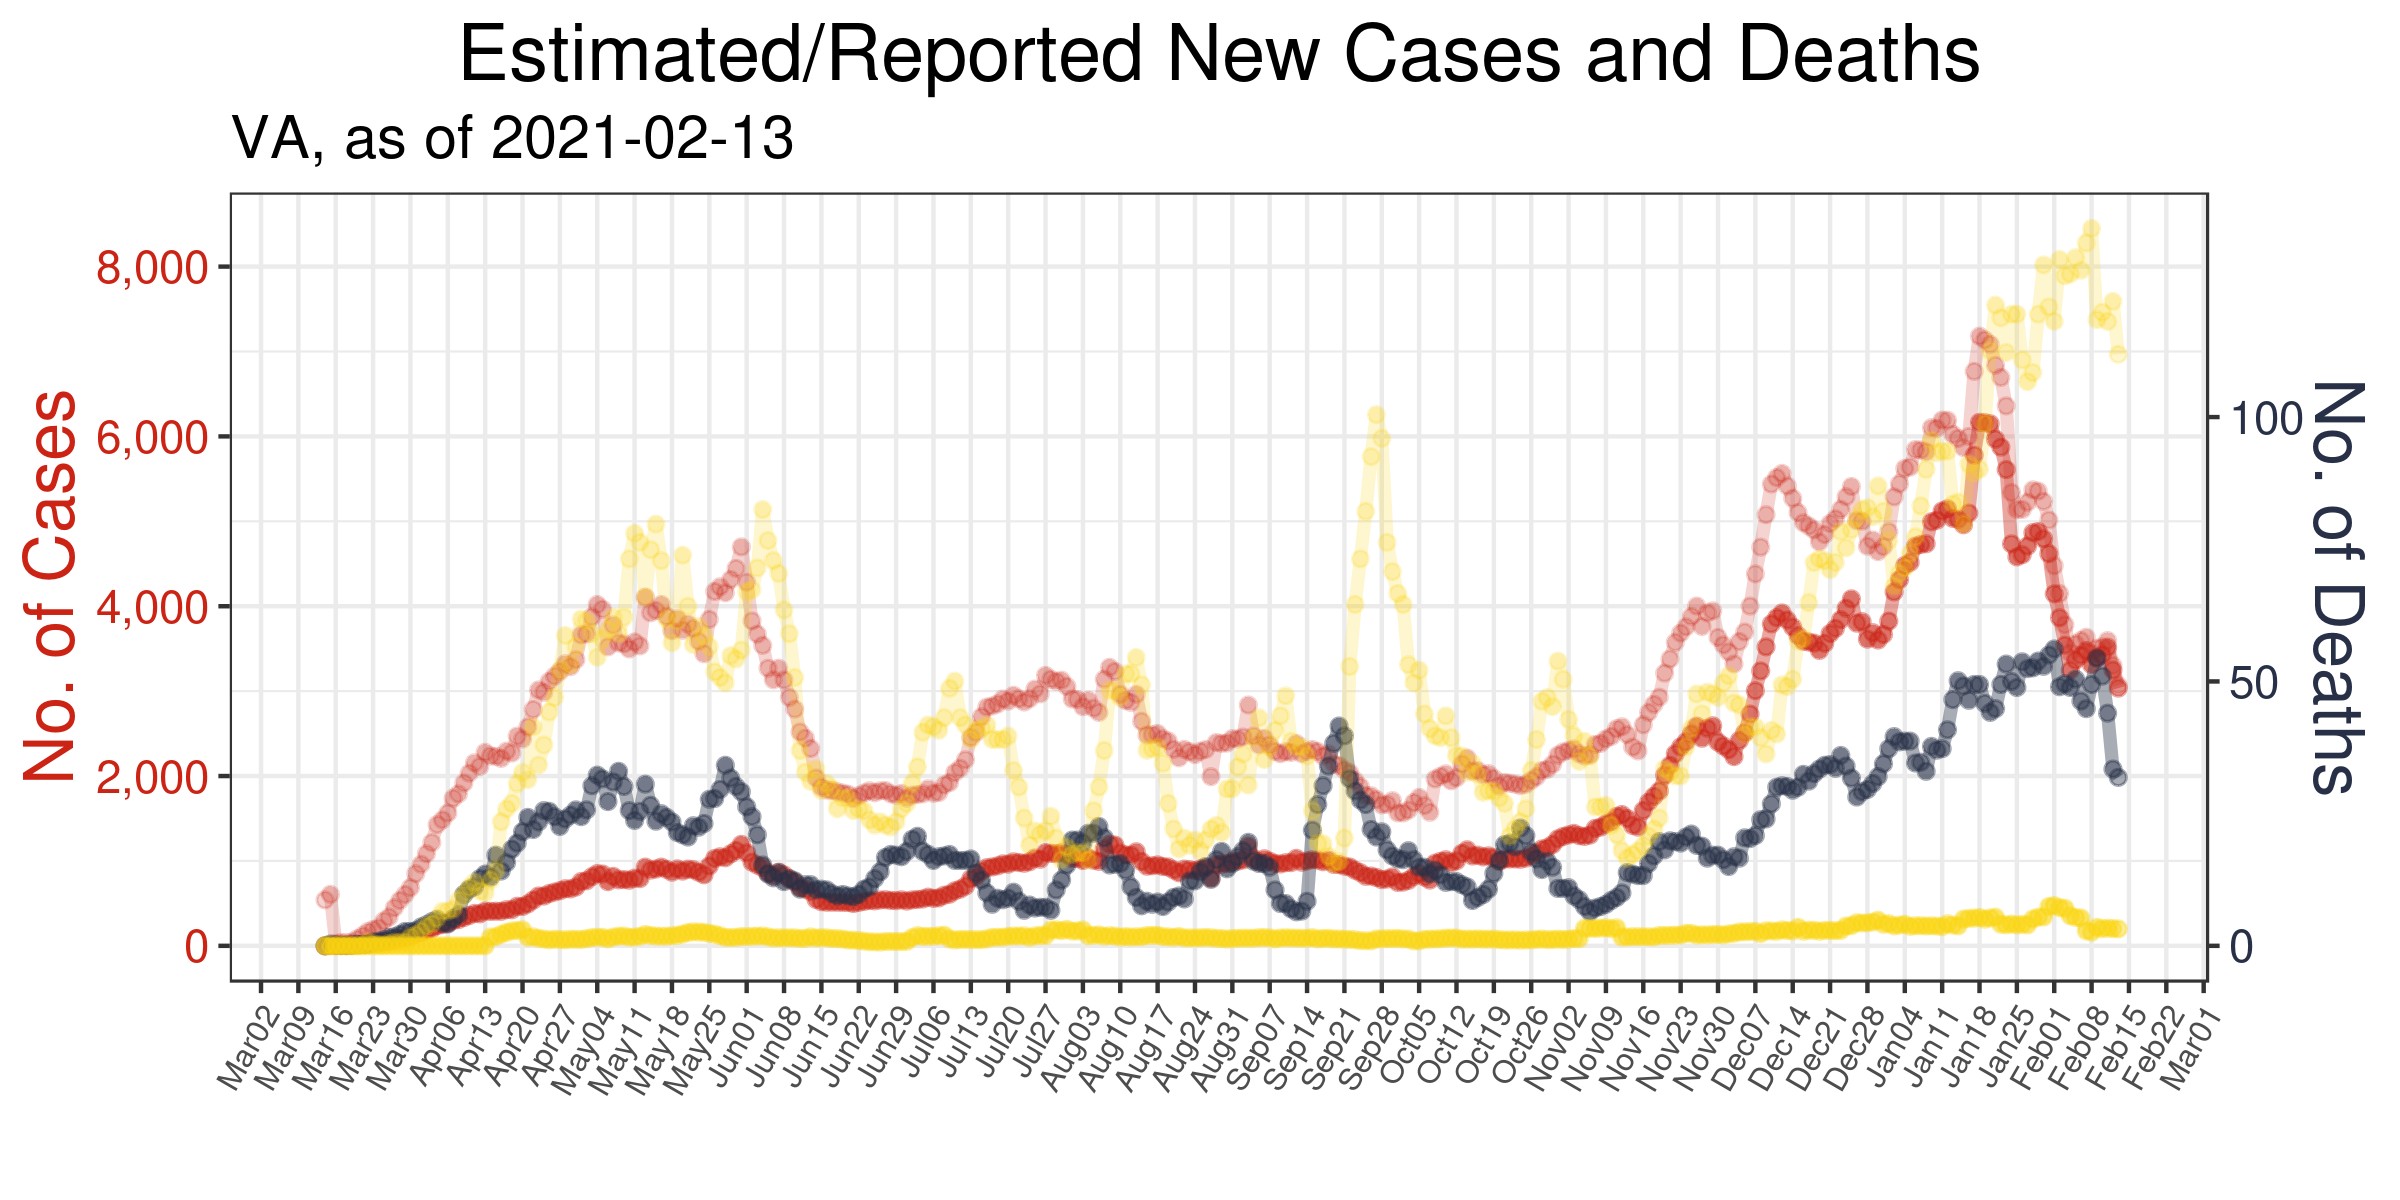 Estimated/Reported New Cases and Deaths
VA, as of 2021-02-13
No. of Cases
8,000
6,000
4,000
2,000
0
No. of Deaths
100
50
0
Mar02
Mar09
Mar16
Mar23
Mar30
Apr06
Apr13
Apr20
Apr27
May04
May11
May18
May25
Jun01
Jun08
Jun15
Jun22
Jun29
Jul06
Jul13
Jul20
Jul27
Aug03
Aug10
Aug17
Aug24
Aug31
Sep07
Sep14
Sep21
Sep28
Oct05
Oct12
Oct19
Oct26
Nov02
Nov09
Nov16
Nov23
Nov30
Dec07
Dec14
Dec21
Dec28
Jan04
Jan11
Jan18
Jan25
Feb01
Feb08
Feb15
Feb22
Mar01